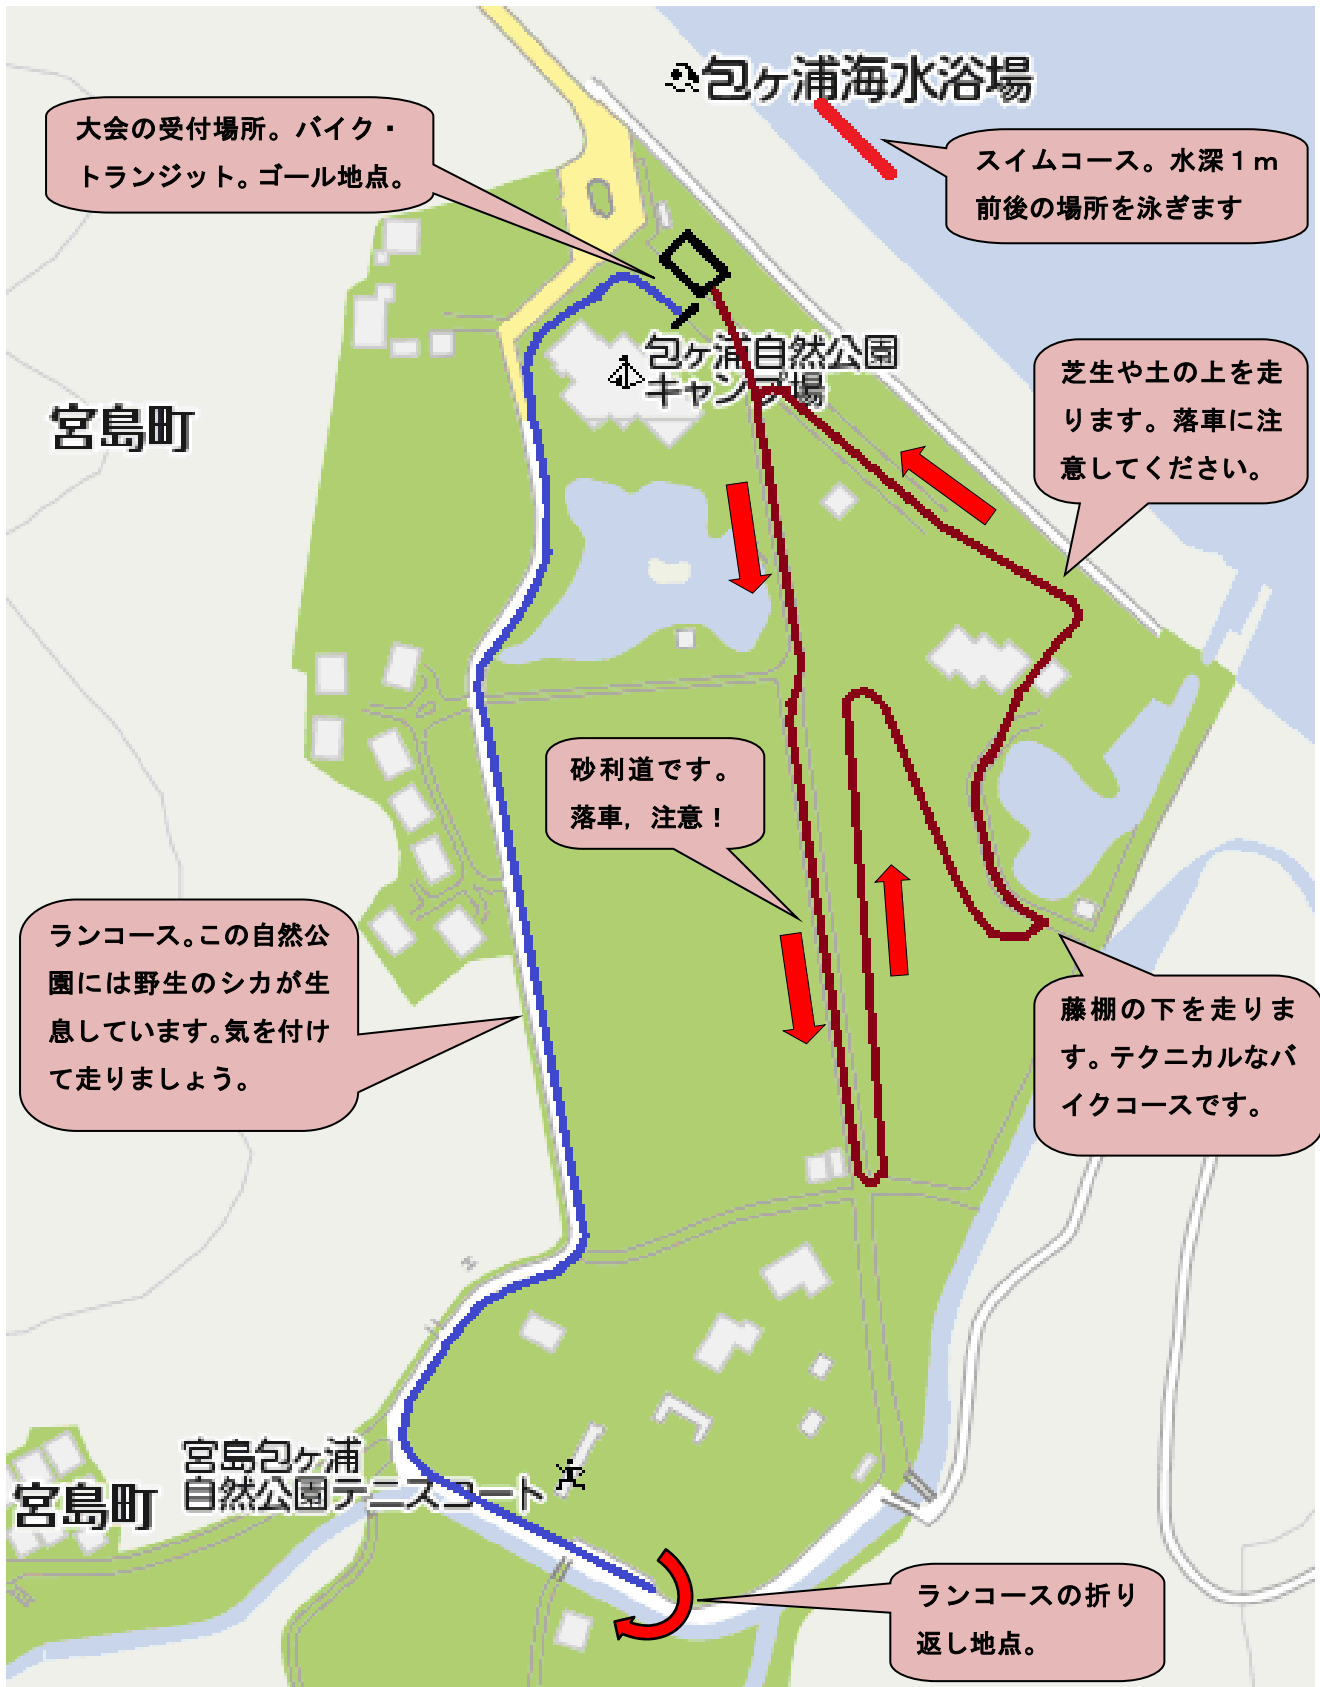 包ヶ浦海水浴場
大会の受付場所。バイク・
トランジット。ゴール地点。
スイムコース。水深1m
前後の場所を泳ぎます
包ヶ浦自然公園
キャンプ場
芝生や土の上を走
ります。落車に注
意してください。
宮島町
砂利道です。
落車，注意！
ランコース。この自然公
園には野生のシカが生
息しています。気を付け
て走りましょう。
藤棚の下を走りま
す。テクニカルなバ
イクコースです。
宮島包ヶ浦
自然公園テニスコート
宮島町
ランコースの折り
返し地点。